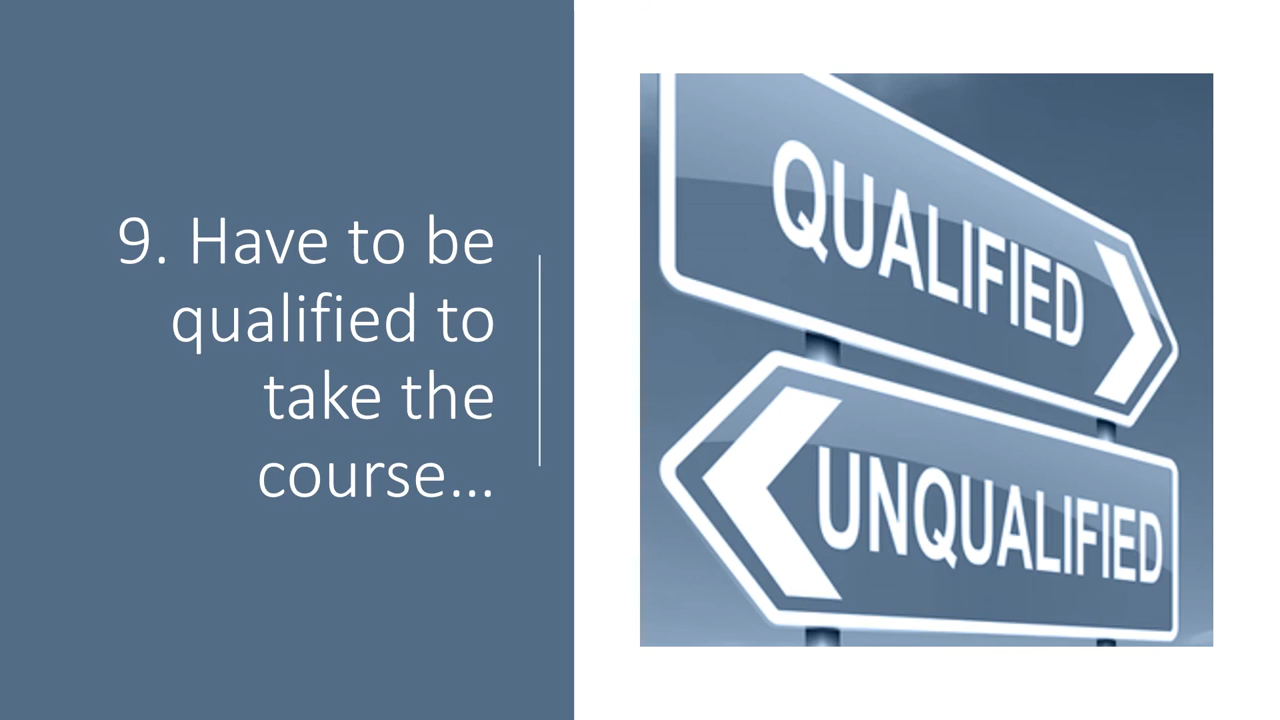 9. Have to be
qualified to
take the
course...
QUALIFIED
UNQUALIFIED